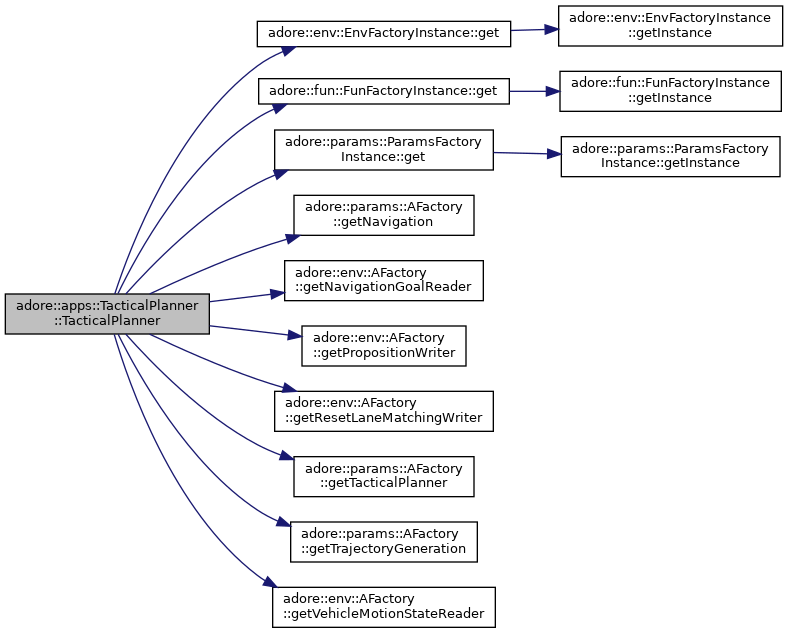 adore::env::EnvFactoryInstance::get
adore::env::EnvFactoryInstance
::getInstance
adore::fun::FunFactoryInstance::get
adore::fun::FunFactoryInstance
::getInstance
adore::params::ParamsFactory
Instance::get
adore::params::ParamsFactory
Instance::getInstance
adore::params::AFactory
::getNavigation
adore::env::AFactory
::getNavigationGoalReader
adore::apps::TacticalPlanner
::TacticalPlanner
adore::env::AFactory
::getPropositionWriter
adore::env::AFactory
::getResetLaneMatchingWriter
adore::params::AFactory
::getTacticalPlanner
adore::params::AFactory
::getTrajectoryGeneration
adore::env::AFactory
::getVehicleMotionStateReader